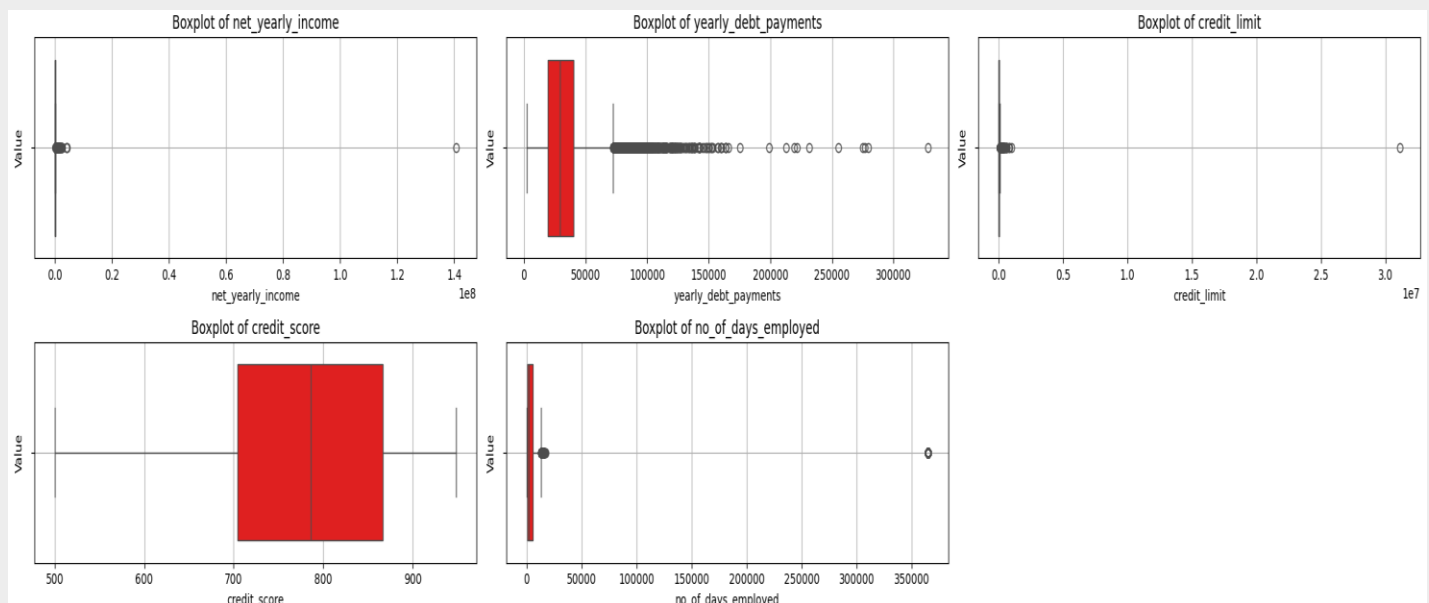 Boxplot of net_yearly_income
Value
0.0 0.2 0.4 0.6 0.8 1.0 1.2 1.4
1e8
net_yearly_income
Boxplot of yearly_debt_payments
Value
0 50000 100000 150000 200000 250000 300000
yearly_debt_payments
Boxplot of credit_limit
Value
0.0 0.5 1.0 1.5 2.0 2.5 3.0
1e7
credit_limit
Boxplot of credit_score
Value
500 600 700 800 900
credit_score
Boxplot of no_of_days_employed
Value
0 50000 100000 150000 200000 250000 300000 350000
no_of_days_employed